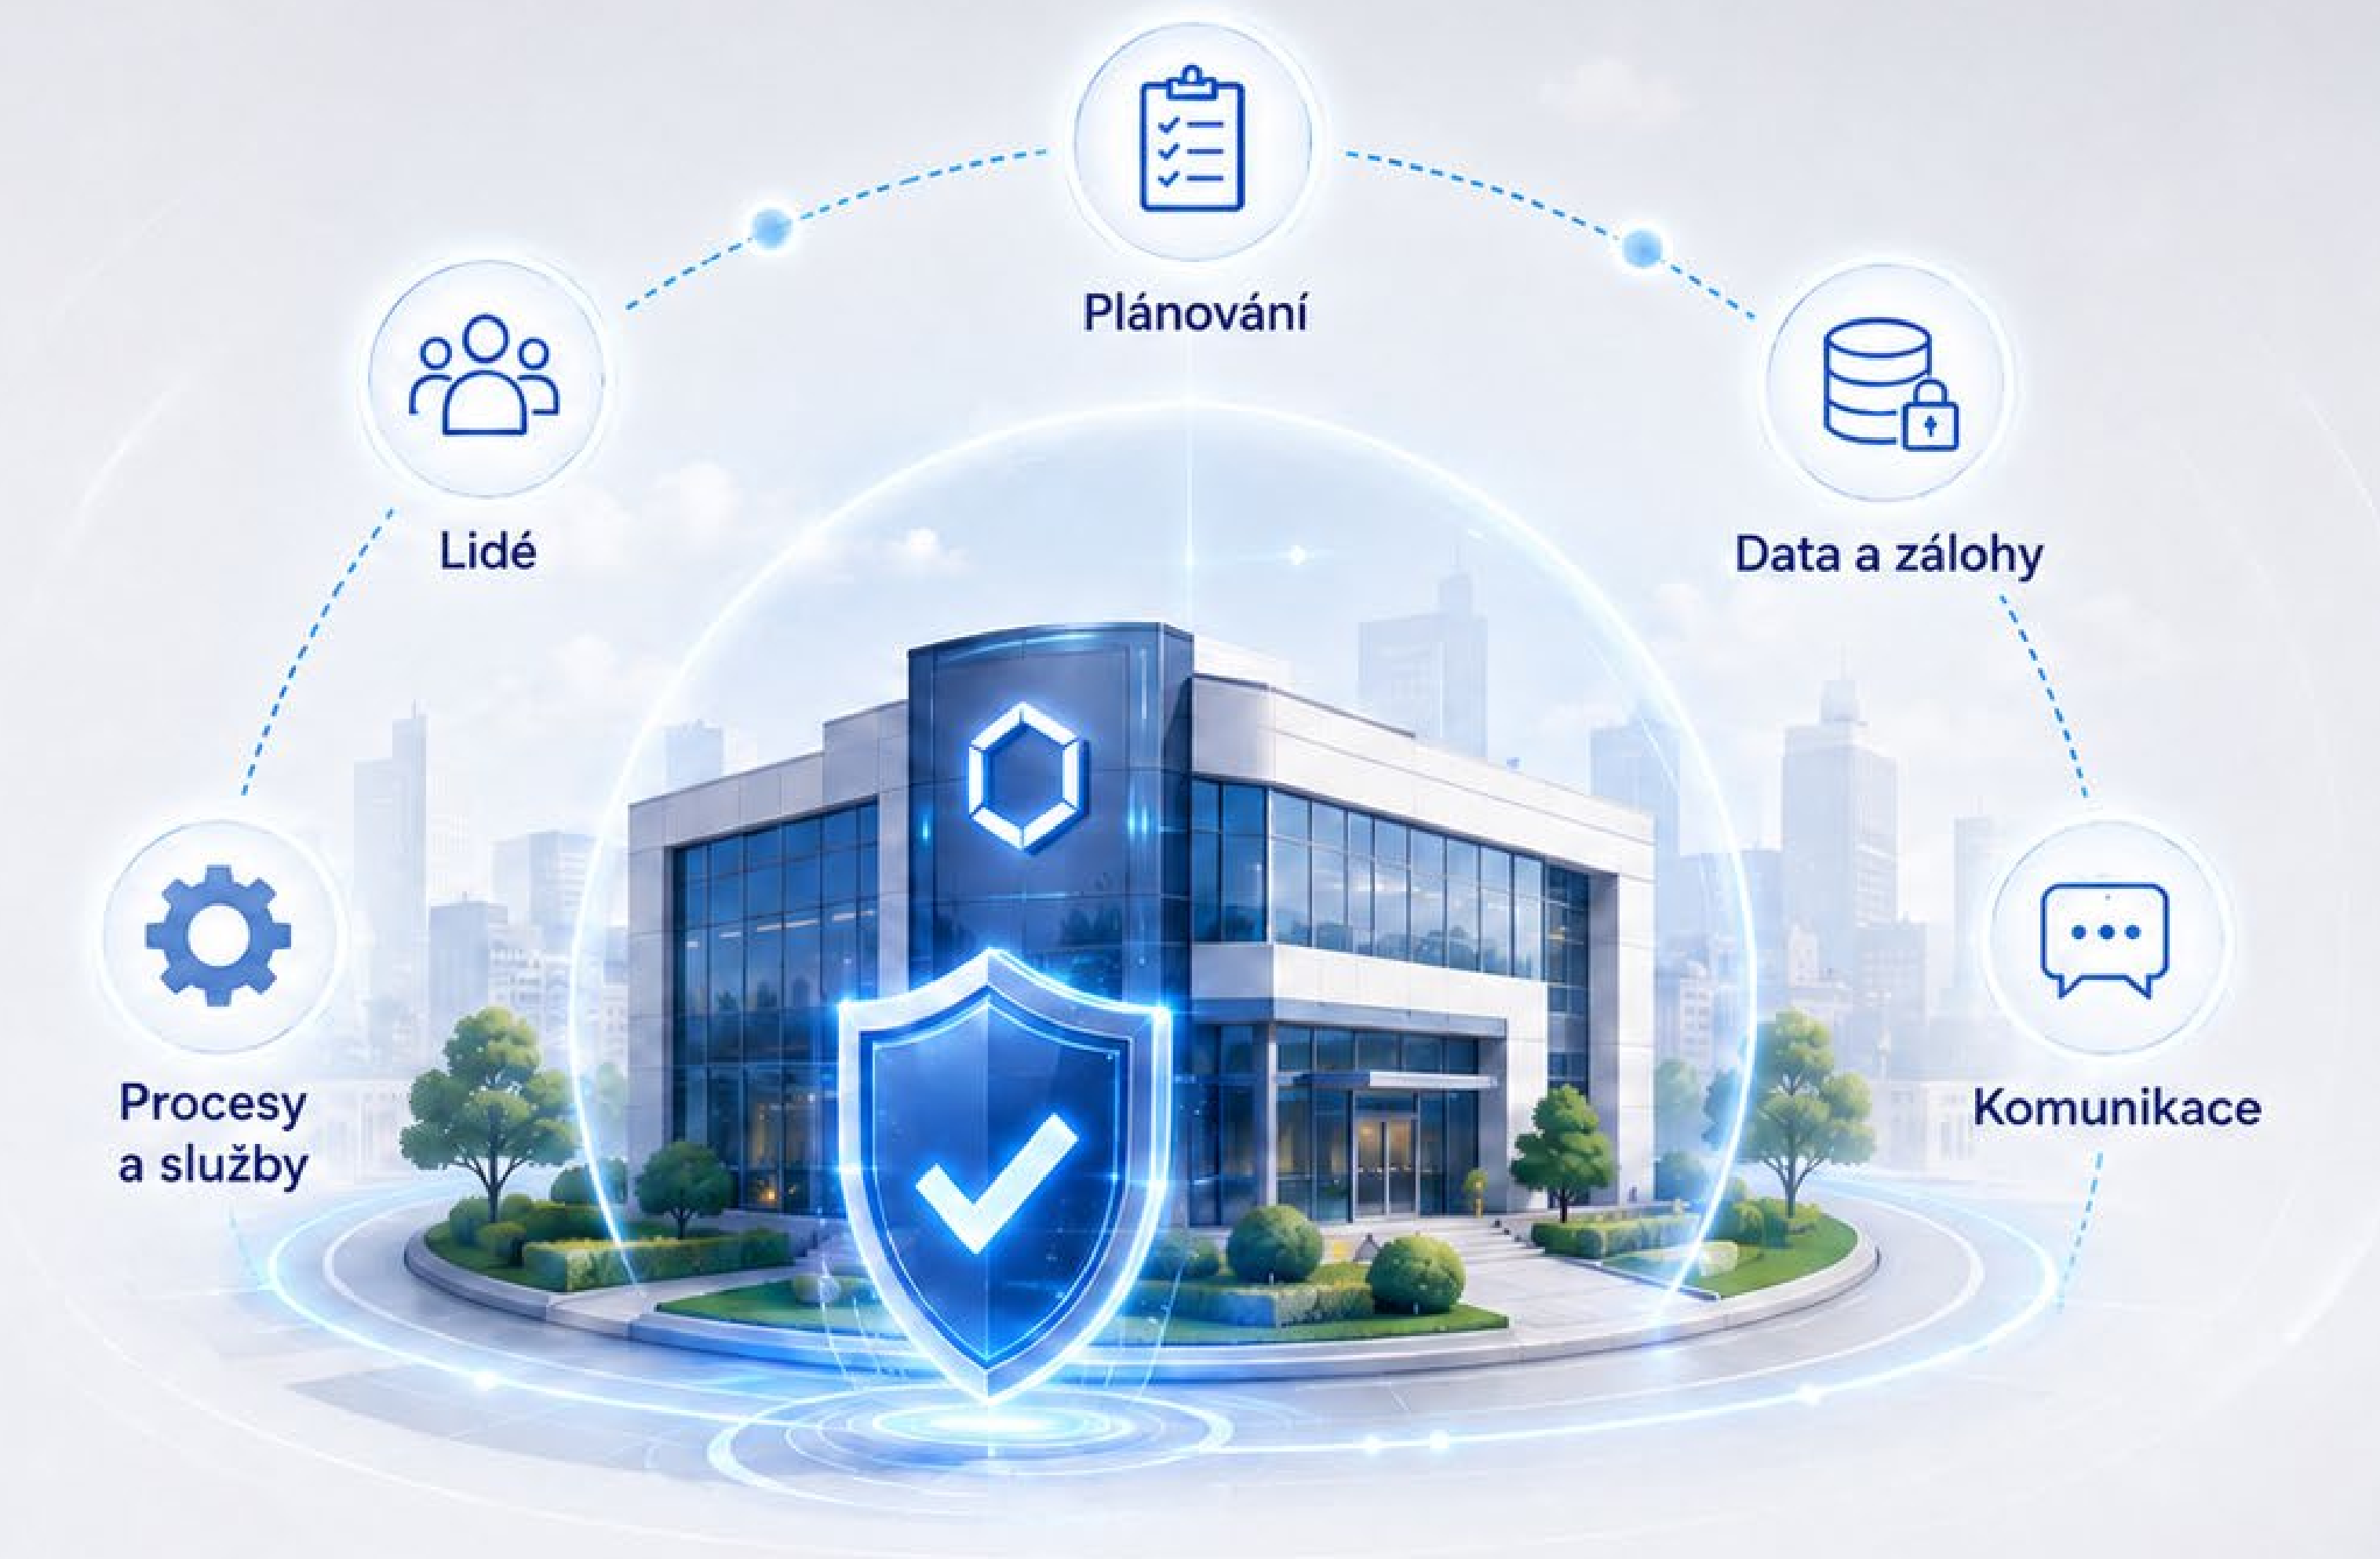 Plánování
Lidé
Data a zálohy
Procesy
a služby
Komunikace